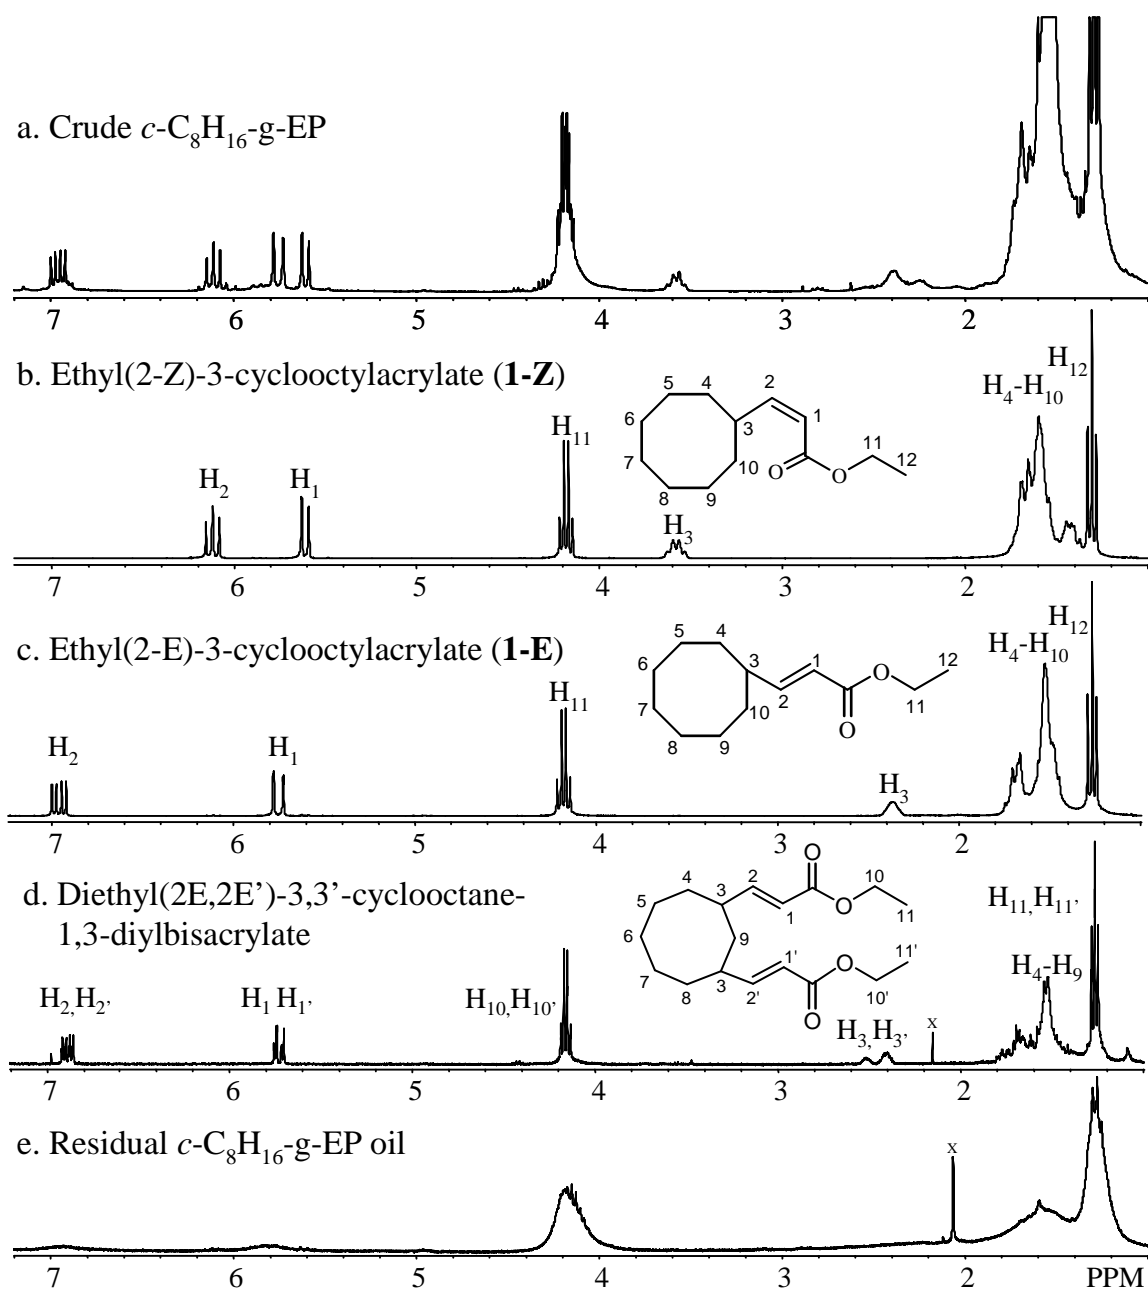 a. Crude c-C8H16-g-EP
7 6 5 4 3 2
b. Ethyl(2-Z)-3-cyclooctylacrylate (1-Z)
H12
H4-H10
H11
H2
H1
H3
5 4 2 1 6 3 7 10 8 9 O O 11 12
7 6 5 4 3 2
c. Ethyl(2-E)-3-cyclooctylacrylate (1-E)
H12
H4-H10
H11
H2
H1
H3
5 4 3 1 6 2 7 10 8 9 O O 11 12
7 6 5 4 3 2
d. Diethyl(2E,2E')-3,3'-cyclooctane-
1,3-diylbisacrylate
H11,H11'
H4-H9
H2,H2'
H1 H1'
H10,H10'
H3,H3'
x
4 3 2 1 5 6 9 7 8 3 2' 1' O O 10 11 O O 10' 11'
7 6 5 4 3 2
e. Residual c-C8H16-g-EP oil
x
7 6 5 4 3 2 PPM